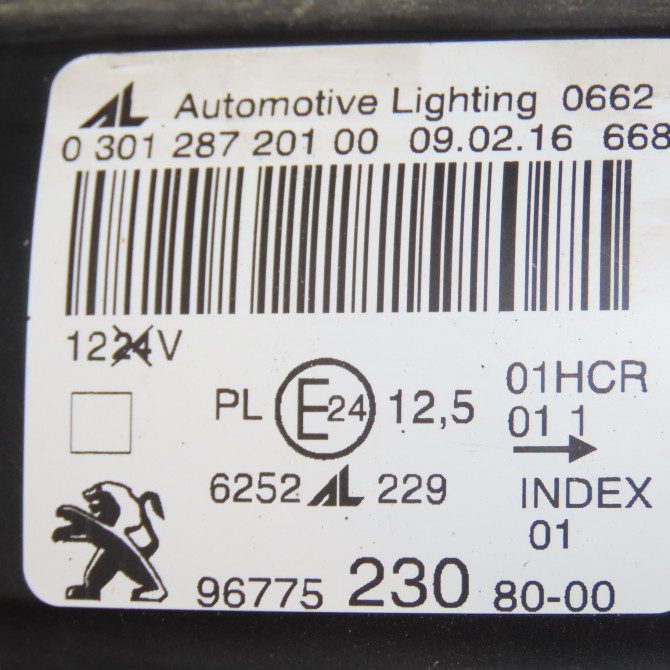 AL Automotive Lighting 0662
0 301 287 201 00 09.02.16 668
1224V
PL E24 12,5 01HCR
01 1
6252 AL 229 INDEX
01
96775 230 80-00